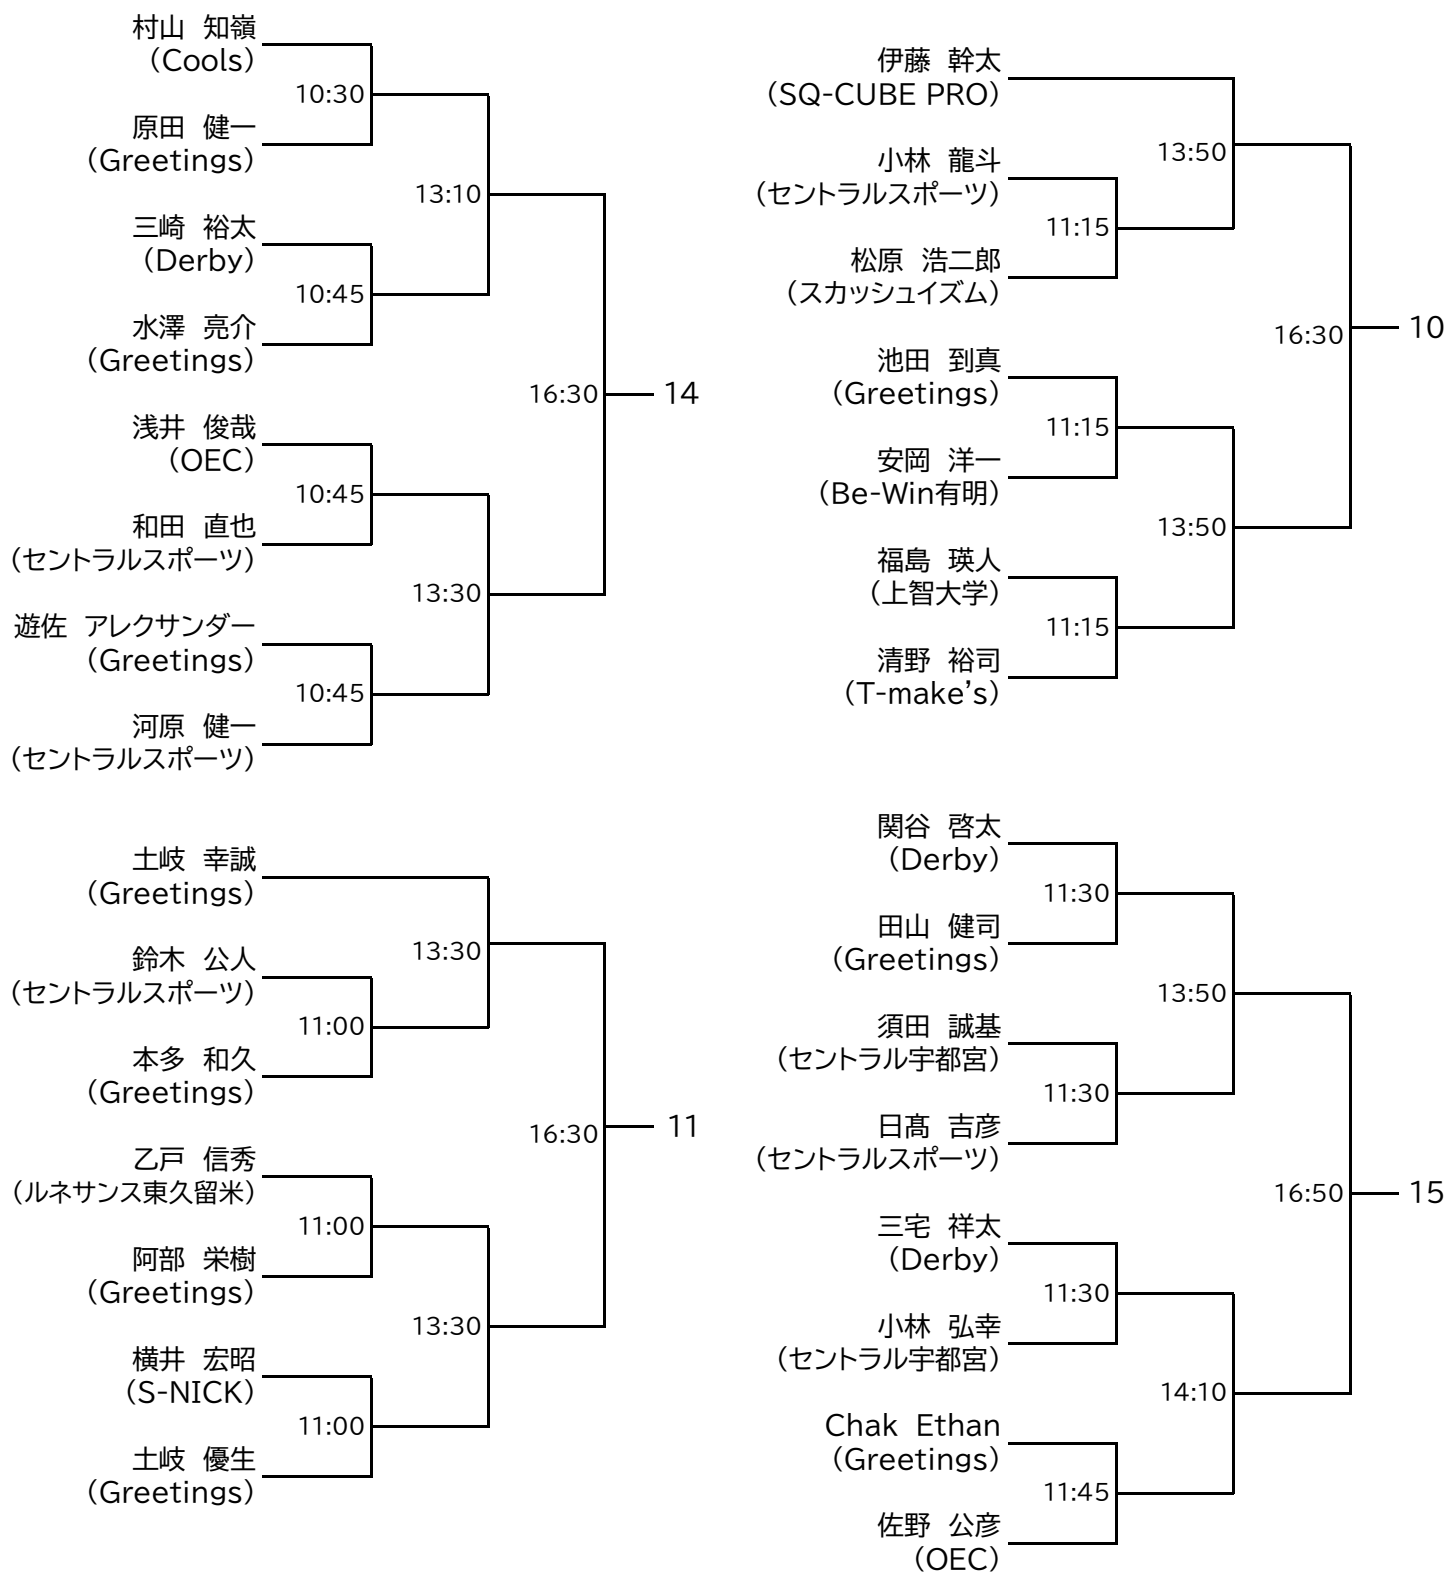 村山　知嶺
（Cools）
10:30
原田　健一
（Greetings）
13:10
三崎　裕太
（Derby）
10:45
水澤　亮介
（Greetings）
16:30
14
浅井　俊哉
（OEC）
10:45
和田　直也
（セントラルスポーツ）
13:30
遊佐　アレクサンダー
（Greetings）
10:45
河原　健一
（セントラルスポーツ）
伊藤　幹太
（SQ-CUBE PRO）
13:50
小林　龍斗
（セントラルスポーツ）
11:15
松原　浩二郎
（スカッシュイズム）
16:30
10
池田　到真
（Greetings）
11:15
安岡　洋一
（Be-Win有明）
13:50
福島　瑛人
（上智大学）
11:15
清野　裕司
（T-make’s）
土岐　幸誠
（Greetings）
13:30
鈴木　公人
（セントラルスポーツ）
11:00
本多　和久
（Greetings）
16:30
11
乙戸　信秀
（ルネサンス東久留米）
11:00
阿部　栄樹
（Greetings）
13:30
横井　宏昭
（S-NICK）
11:00
土岐　優生
（Greetings）
関谷　啓太
（Derby）
11:30
田山　健司
（Greetings）
13:50
須田　誠基
（セントラル宇都宮）
11:30
日髙　吉彦
（セントラルスポーツ）
16:50
15
三宅　祥太
（Derby）
11:30
小林　弘幸
（セントラル宇都宮）
14:10
Chak Ethan
（Greetings）
11:45
佐野　公彦
（OEC）